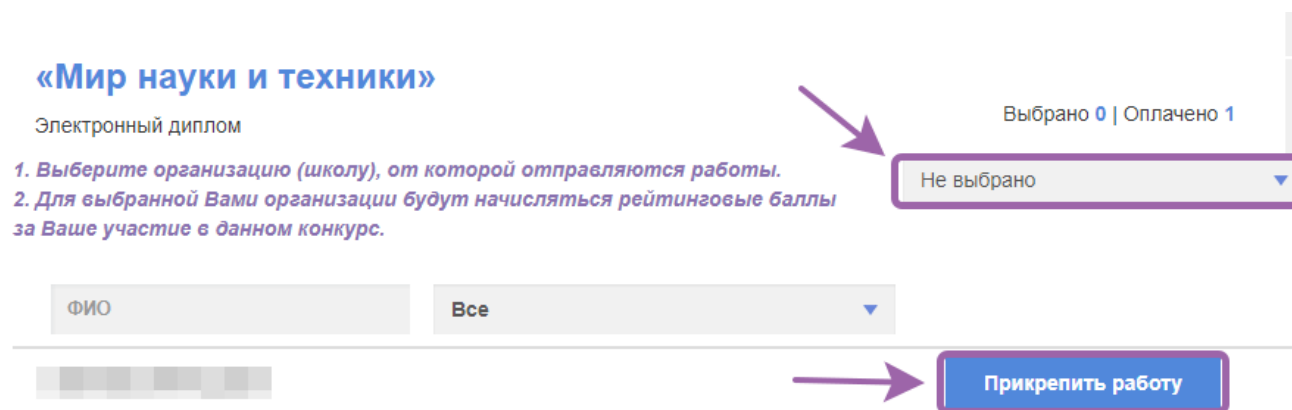 «Мир науки и техники»
Электронный диплом
Выбрано 0 | Оплачено 1
1. Выберите организацию (школу), от которой отправляются работы.
2. Для выбранной Вами организации будут начисляться рейтинговые баллы
за Ваше участие в данном конкурс.
Не выбрано
ФИО
Все
Прикрепить работу